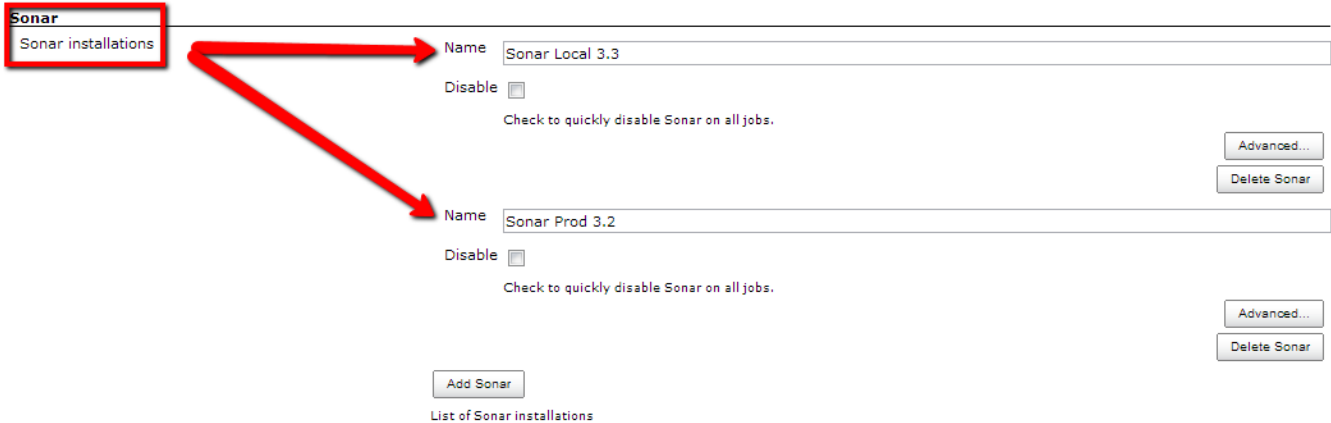 Sonar
Sonar installations
Name Sonar Local 3.3
Disable
Check to quickly disable Sonar on all jobs.
Advanced...
Delete Sonar
Name Sonar Prod 3.2
Disable
Check to quickly disable Sonar on all jobs.
Advanced...
Delete Sonar
Add Sonar
List of Sonar installations